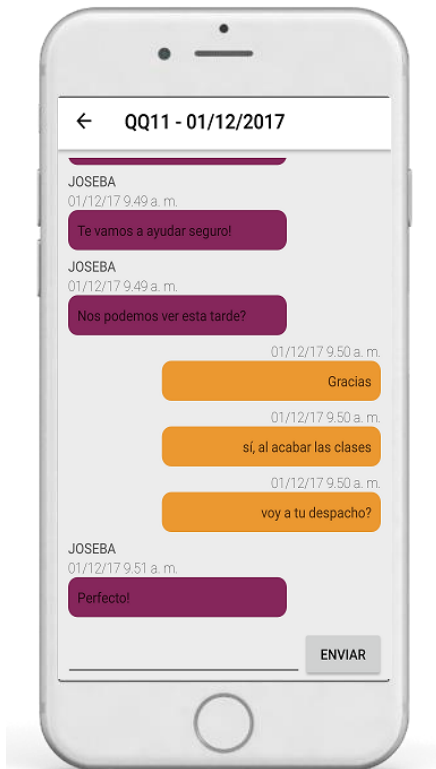 QQ11 - 01/12/2017
JOSEBA
01/12/17 9.49 a. m.
Te vamos a ayudar seguro!
JOSEBA
01/12/17 9.49 a. m.
Nos podemos ver esta tarde?
01/12/17 9.50 a. m.
Gracias
01/12/17 9.50 a. m.
sí, al acabar las clases
01/12/17 9.50 a. m.
voy a tu despacho?
JOSEBA
01/12/17 9.51 a. m.
Perfecto!
ENVIAR